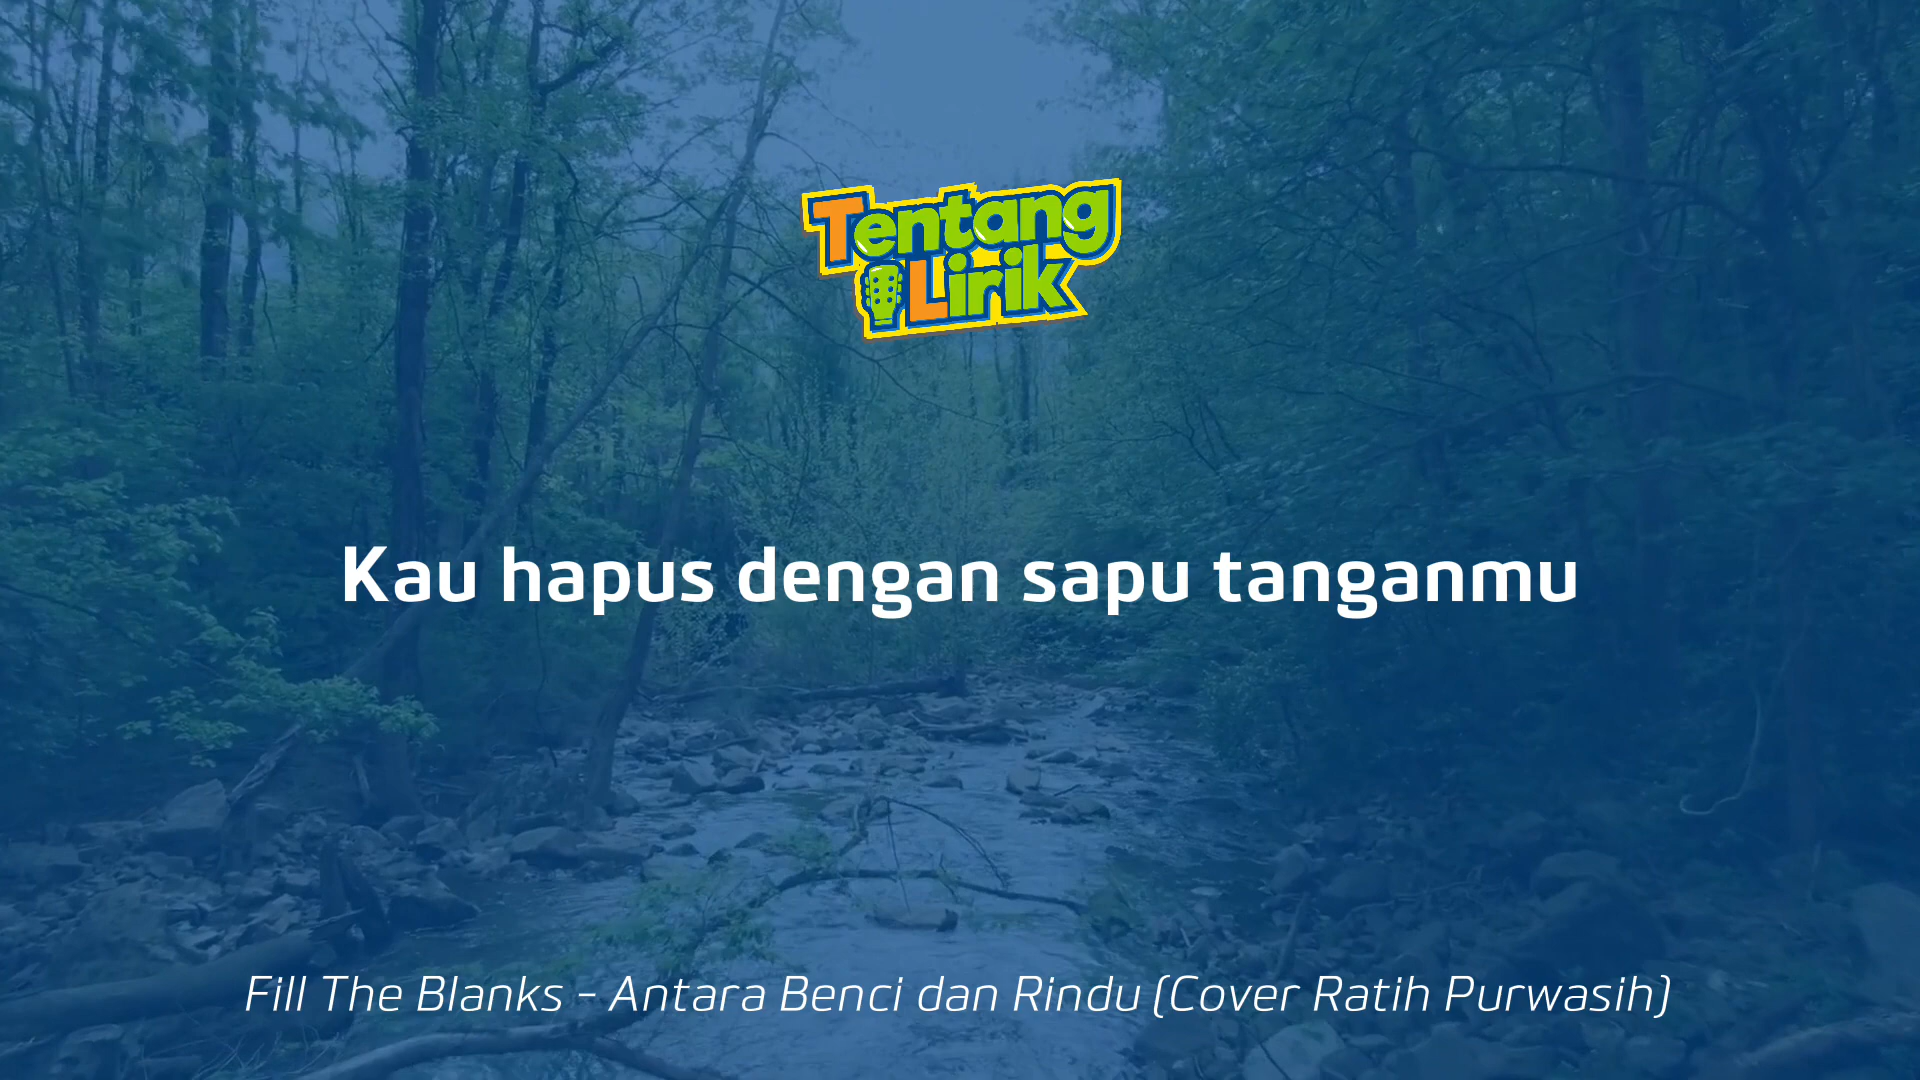 Tentang
Lirik
Kau hapus dengan sapu tanganmu
Fill The Blanks - Antara Benci dan Rindu (Cover Ratih Purwasih)